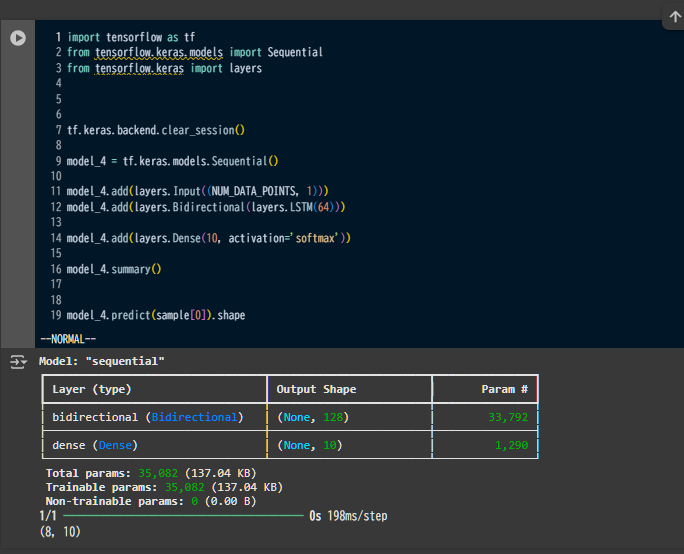 1 import tensorflow as tf
2 from tensorflow.keras.models import Sequential
3 from tensorflow.keras import layers
4
5
6
7 tf.keras.backend.clear_session()
8
9 model_4 = tf.keras.models.Sequential()
10
11 model_4.add(layers.Input((NUM_DATA_POINTS, 1)))
12 model_4.add(layers.Bidirectional(layers.LSTM(64)))
13
14 model_4.add(layers.Dense(10, activation='softmax'))
15
16 model_4.summary()
17
18
19 model_4.predict(sample[0]).shape
--NORMAL--
Model: "sequential"
Layer (type) Output Shape Param #
bidirectional (Bidirectional) (None, 128) 33,792
dense (Dense) (None, 10) 1,290
Total params: 35,082 (137.04 KB)
Trainable params: 35,082 (137.04 KB)
Non-trainable params: 0 (0.00 B)
1/1 ━━━━━━━━━━━━━━━━━━━━ 0s 198ms/step
(8, 10)